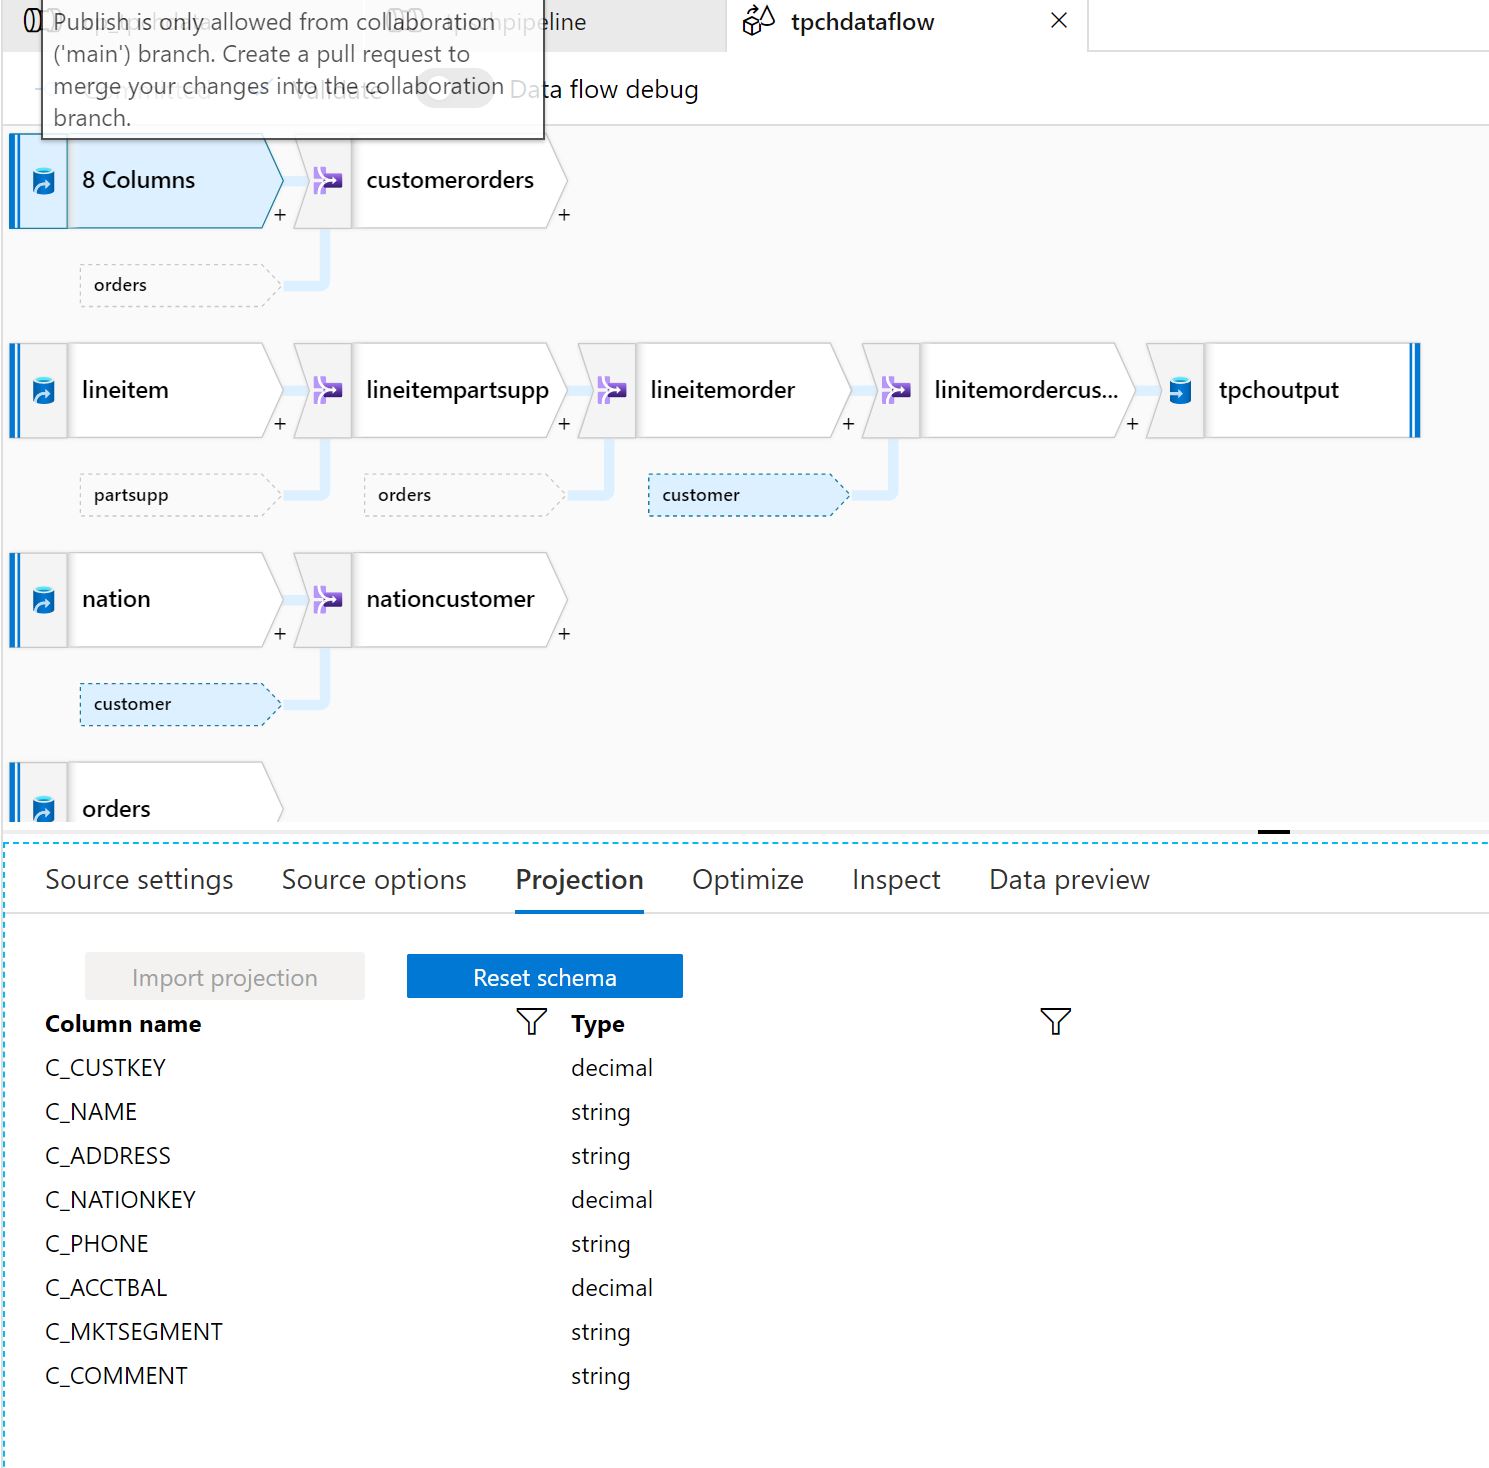 Publish is only allowed from collaboration
('main') branch. Create a pull request to
merge your changes into the collaboration
branch.
tpchpipeline
tpchdataflow
Validate
Data flow debug
8 Columns
customerorders
orders
lineitem
lineitempartsupp
lineitemorder
linitemordercus...
tpchoutput
partsupp
orders
customer
nation
nationcustomer
customer
orders
Source settings
Source options
Projection
Optimize
Inspect
Data preview
Import projection
Reset schema
Column name
Type
C_CUSTKEY
decimal
C_NAME
string
C_ADDRESS
string
C_NATIONKEY
decimal
C_PHONE
string
C_ACCTBAL
decimal
C_MKTSEGMENT
string
C_COMMENT
string